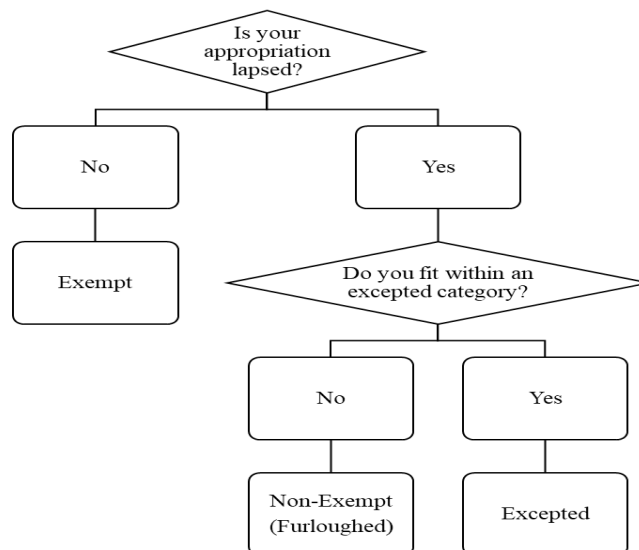 Is your
appropriation
lapsed?
No
Yes
Exempt
Do you fit within an
excepted category?
No
Yes
Non-Exempt
(Furloughed)
Excepted